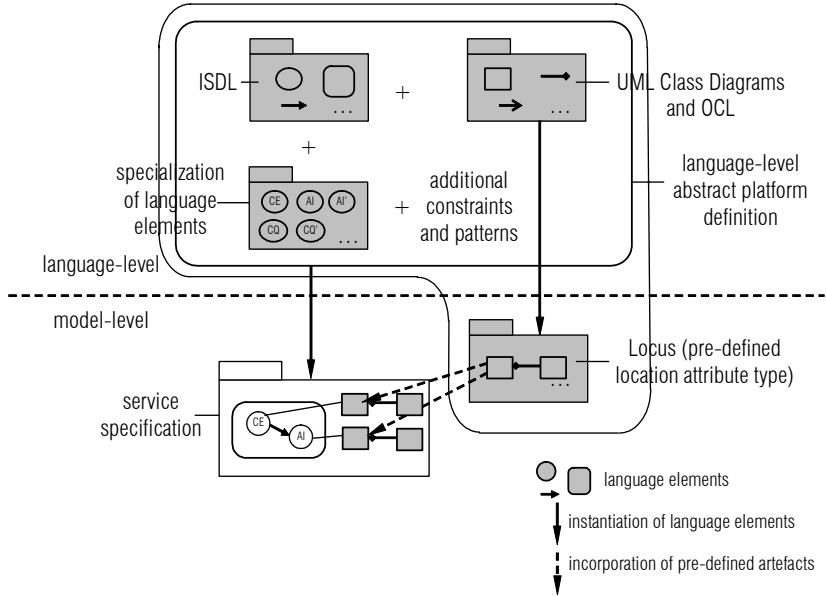 ISDL
+
UML Class Diagrams
and OCL
. . .
. . .
+
specialization
of language
elements
CE
AI
AI'
CQ
CQ'
. . .
+
additional
constraints
and patterns
language-level
abstract platform
definition
language-level
model-level
Locus (pre-defined
location attribute type)
. . .
service
specification
CE
AI
language elements
instantiation of language elements
incorporation of pre-defined artefacts